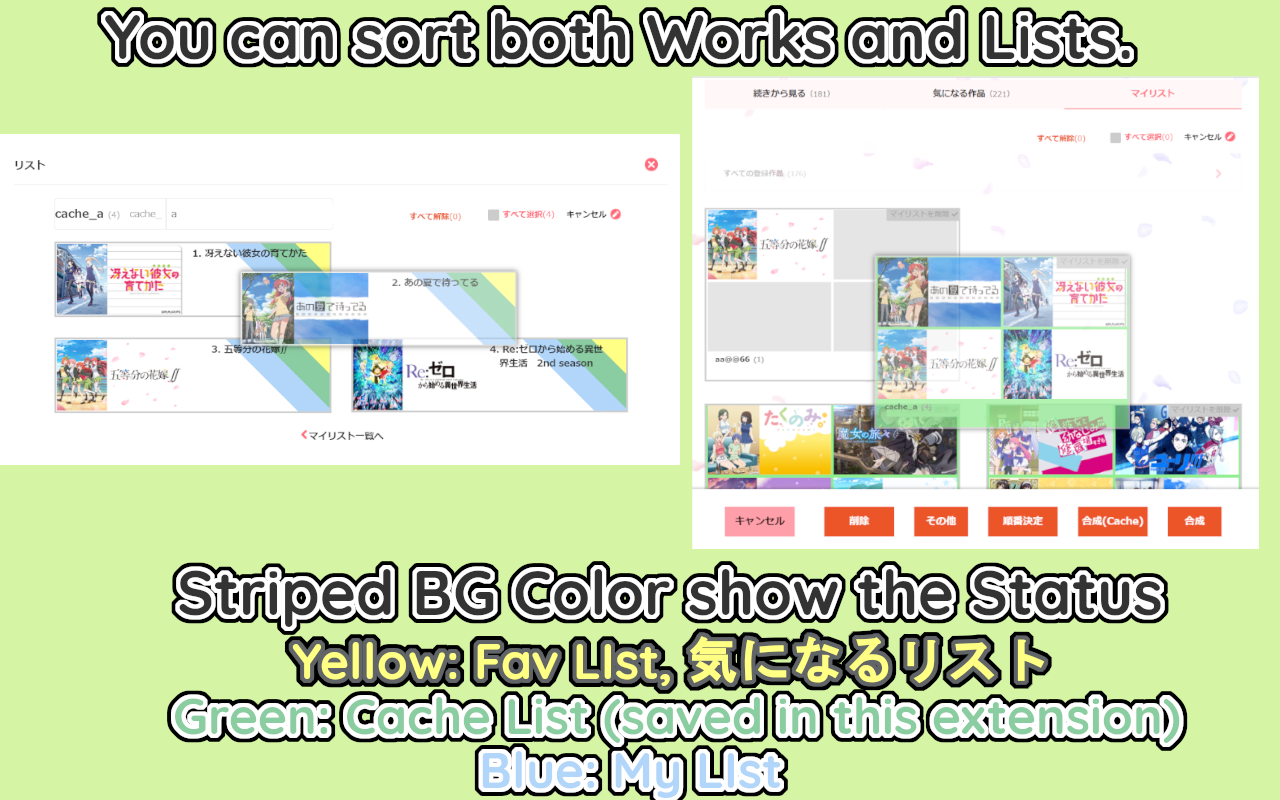 You can sort both Works and Lists.
リスト
cache_a (4) cache_ a
すべて解除(0) すべて選択(4) キャンセル
1. 冴えない彼女の育てかた
冴えない彼女の
育てかた
2. あの夏で待ってる
あの夏で待ってる
3. 五等分の花嫁∬
五等分の花嫁∬
4. Re:ゼロから始める異世
界生活 2nd season
Re:ゼロ
から始める異世界生活
マイリスト一覧へ
続きから見る (181) 気になる作品 (221) マイリスト
すべて解除(0) すべて選択(0) キャンセル
すべての登録作品 (126)
マイリストを削除
五等分の花嫁∬
aa@@66 (1)
マイリストを削除
あの夏で待ってる
冴えない彼女の
育てかた
五等分の花嫁∬
Re:ゼロ
から始める異世界生活
cache_a (4)
マイリストを削除
たくのみ。
魔女の旅々
キャンセル 削除 その他 順番決定 合成(Cache) 合成
Striped BG Color show the Status
Yellow: Fav LIst, 気になるリスト
Green: Cache List (saved in this extension)
Blue: My LIst